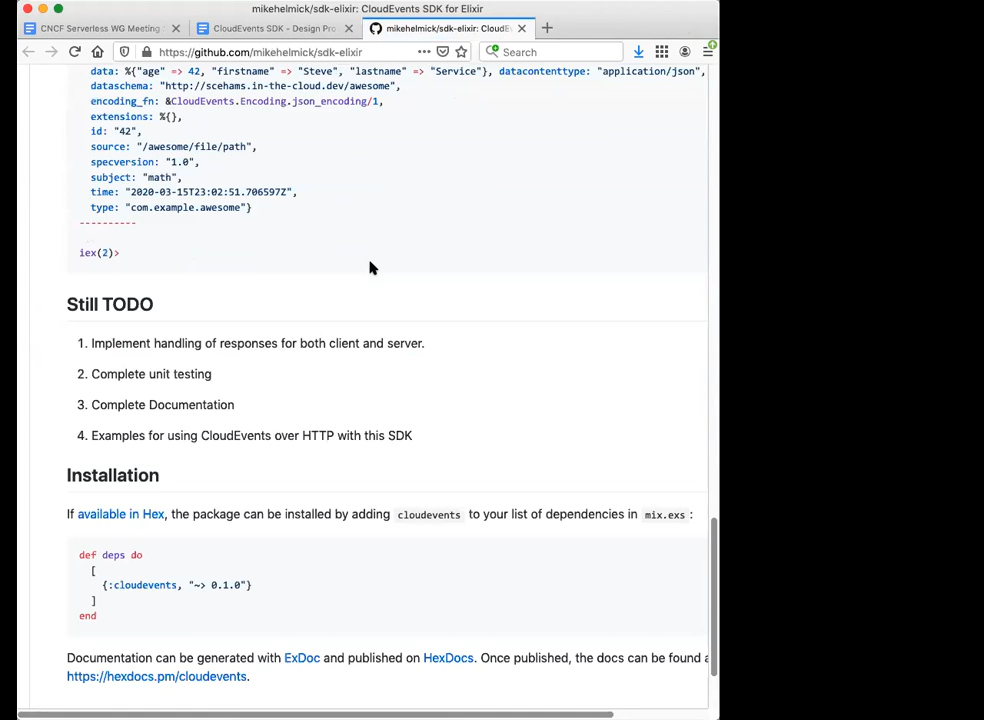 mikehelmick/sdk-elixir: CloudEvents SDK for Elixir
CNCF Serverless WG Meeting
CloudEvents SDK - Design Pro
mikehelmick/sdk-elixir: CloudE
https://github.com/mikehelmick/sdk-elixir
Search
data: %{"age" => 42, "firstname" => "Steve", "lastname" => "Service"}, datacontenttype: "application/json",
dataschema: "http://scehams.in-the-cloud.dev/awesome",
encoding_fn: &CloudEvents.Encoding.json_encoding/1,
extensions: %{},
id: "42",
source: "/awesome/file/path",
specversion: "1.0",
subject: "math",
time: "2020-03-15T23:02:51.706597Z",
type: "com.example.awesome"}
----------
iex(2)>
Still TODO
1. Implement handling of responses for both client and server.
2. Complete unit testing
3. Complete Documentation
4. Examples for using CloudEvents over HTTP with this SDK
Installation
If available in Hex, the package can be installed by adding cloudevents to your list of dependencies in mix.exs :
def deps do
[
{:cloudevents, "~> 0.1.0"}
]
end
Documentation can be generated with ExDoc and published on HexDocs. Once published, the docs can be found a
https://hexdocs.pm/cloudevents.